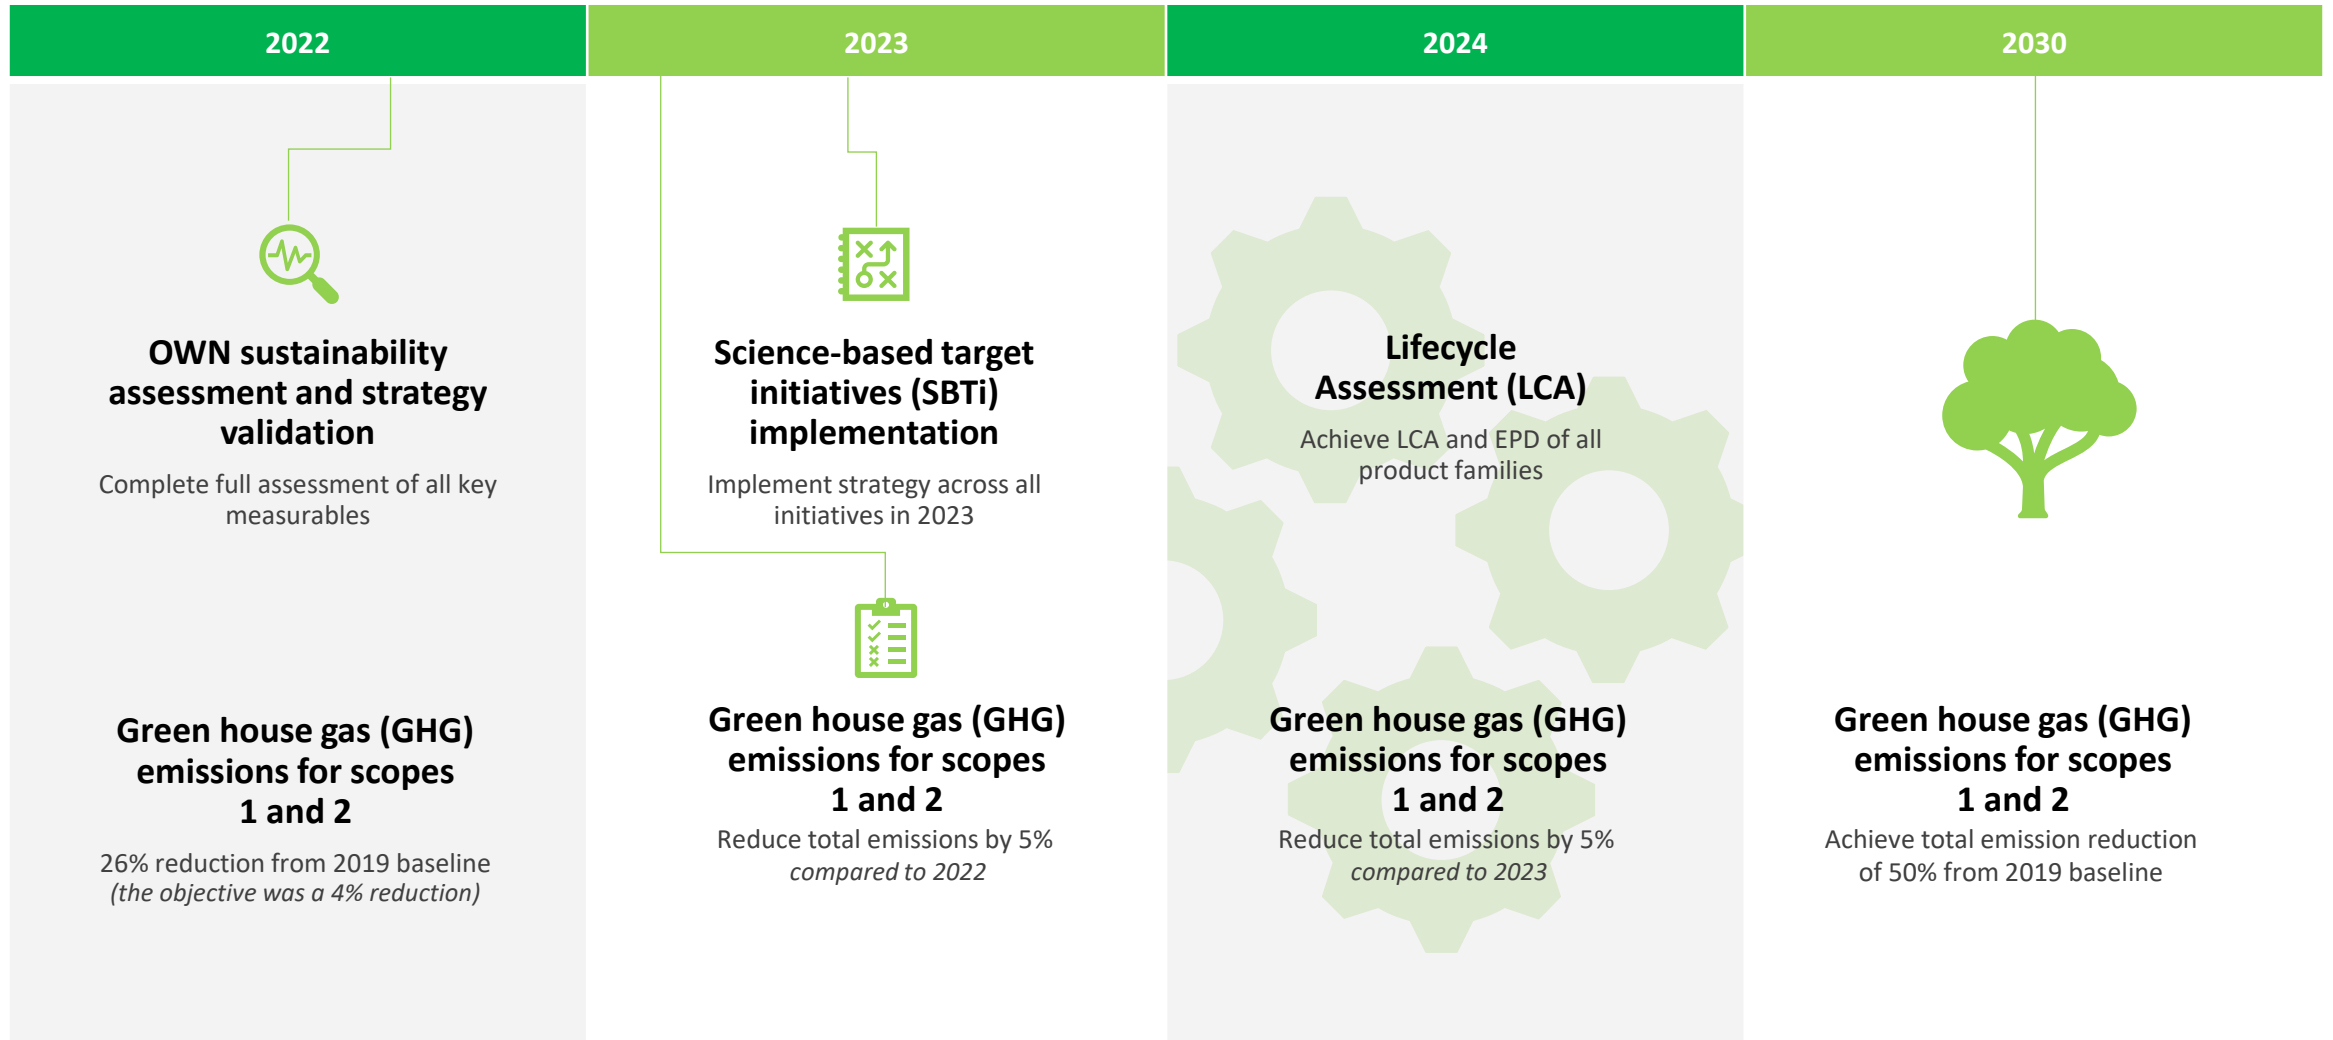 2022
2023
2024
2030
OWN sustainability
assessment and strategy
validation
Complete full assessment of all key
measurables
Green house gas (GHG)
emissions for scopes
1 and 2
26% reduction from 2019 baseline
(the objective was a 4% reduction)
Science-based target
initiatives (SBTi)
implementation
Implement strategy across all
initiatives in 2023
Green house gas (GHG)
emissions for scopes
1 and 2
Reduce total emissions by 5%
compared to 2022
Lifecycle
Assessment (LCA)
Achieve LCA and EPD of all
product families
Green house gas (GHG)
emissions for scopes
1 and 2
Reduce total emissions by 5%
compared to 2023
Green house gas (GHG)
emissions for scopes
1 and 2
Achieve total emission reduction
of 50% from 2019 baseline